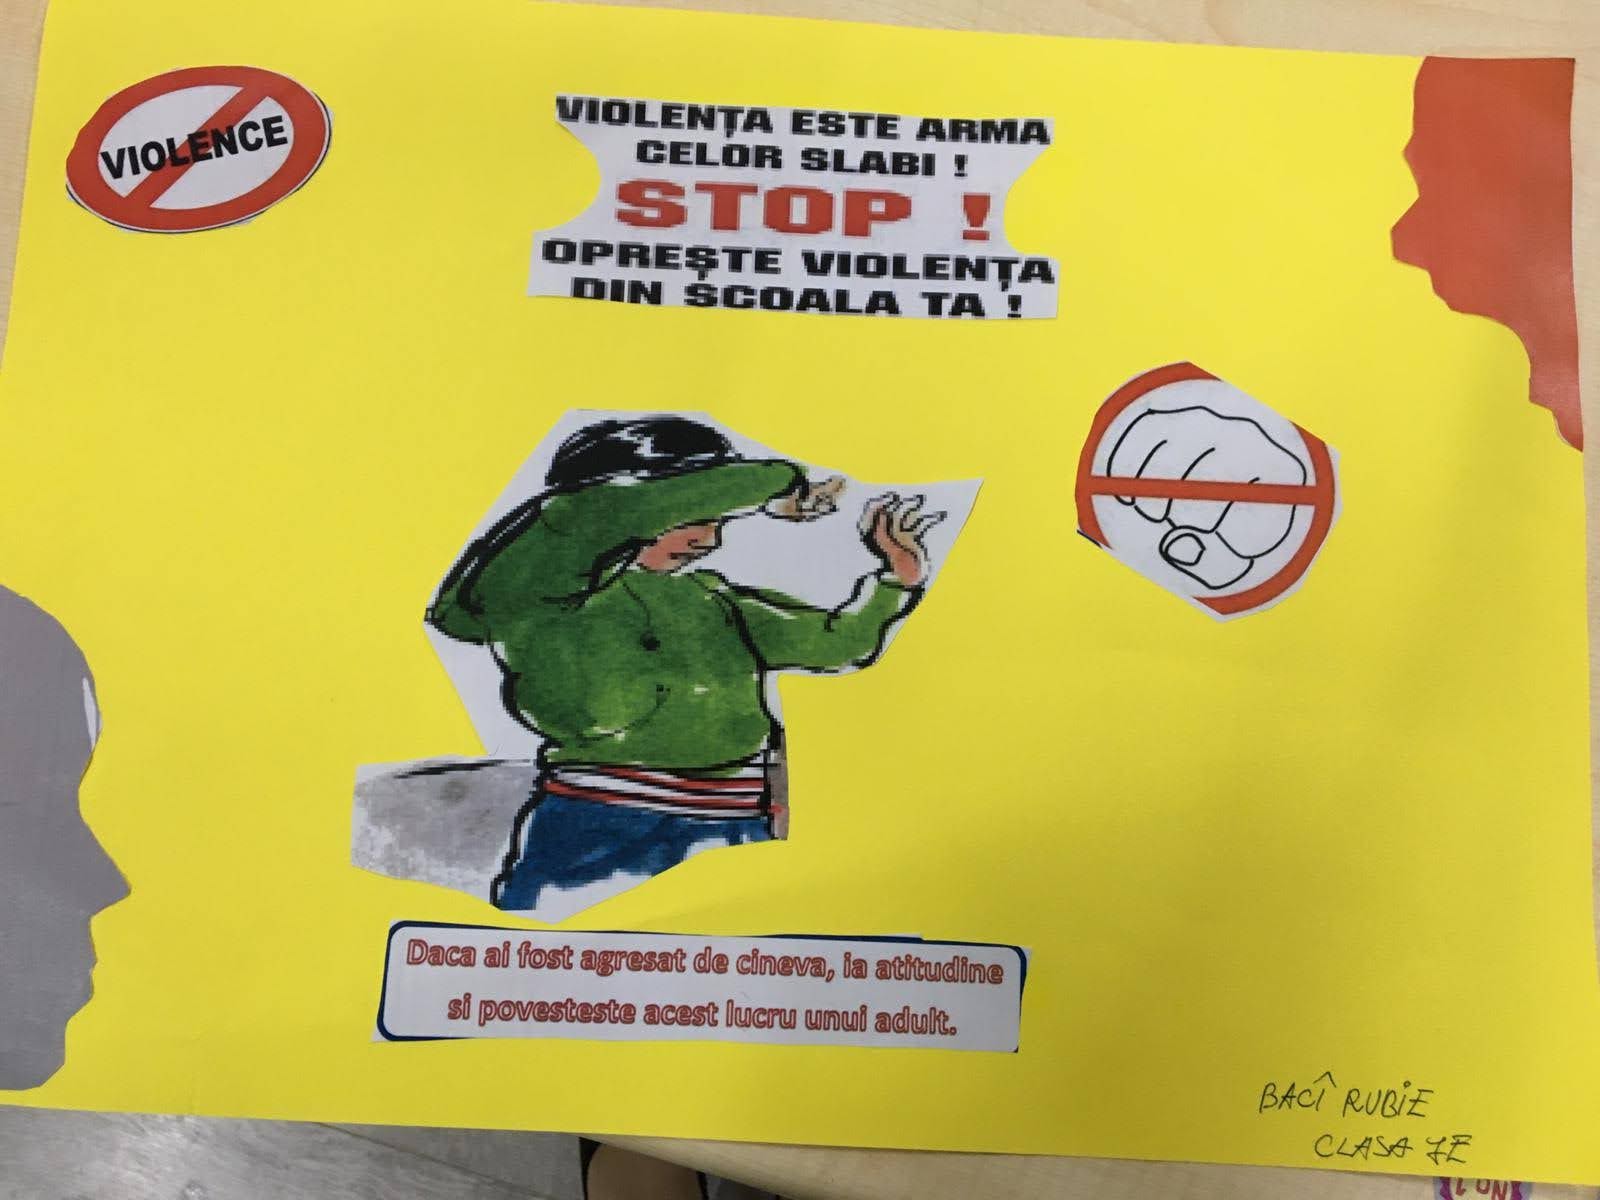 VIOLENCE
VIOLENȚA ESTE ARMA
CELOR SLABI !
STOP !
OPREȘTE VIOLENȚA
DIN ȘCOALA TA !
Daca ai fost agresat de cineva, ia atitudine
si povesteste acest lucru unui adult.
BACÎ RUBIE
CLASA 7E